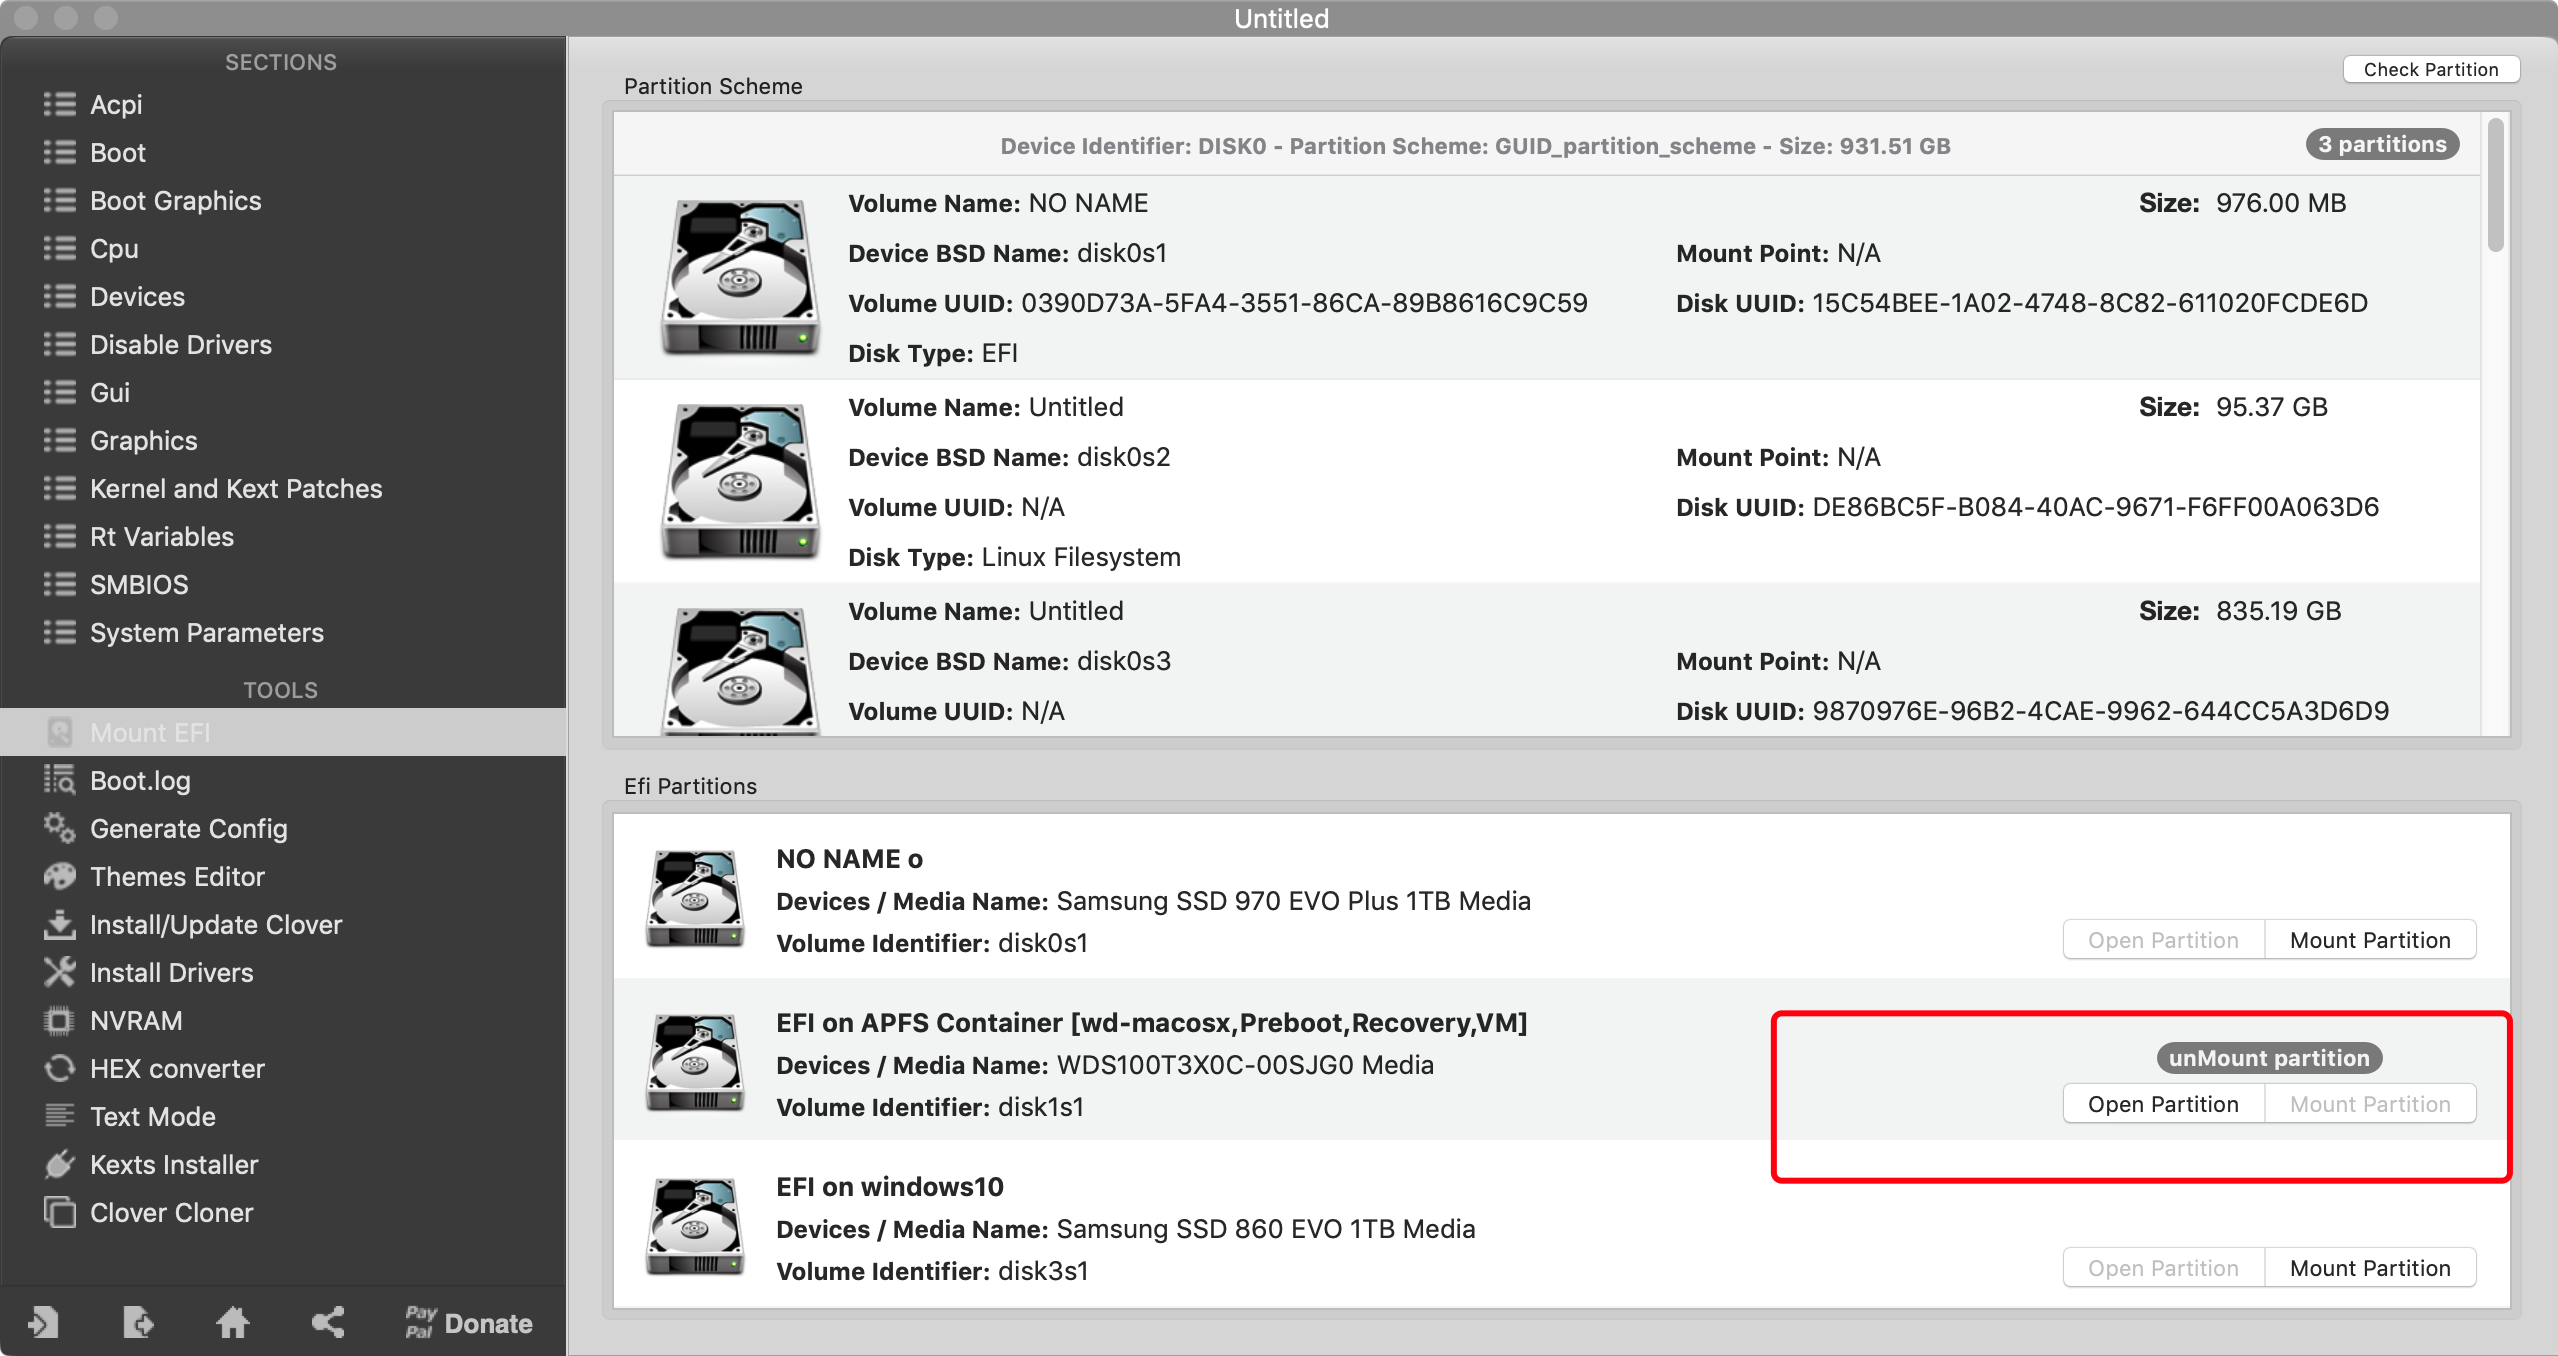 Untitled
SECTIONS
Acpi
Boot
Boot Graphics
Cpu
Devices
Disable Drivers
Gui
Graphics
Kernel and Kext Patches
Rt Variables
SMBIOS
System Parameters
TOOLS
Mount EFI
Boot.log
Generate Config
Themes Editor
Install/Update Clover
Install Drivers
NVRAM
HEX converter
Text Mode
Kexts Installer
Clover Cloner
Pay
Pal
Donate
Check Partition
Partition Scheme
Device Identifier: DISK0 - Partition Scheme: GUID_partition_scheme - Size: 931.51 GB
3 partitions
Volume Name: NO NAME
Size: 976.00 MB
Device BSD Name: disk0s1
Mount Point: N/A
Volume UUID: 0390D73A-5FA4-3551-86CA-89B8616C9C59
Disk UUID: 15C54BEE-1A02-4748-8C82-611020FCDE6D
Disk Type: EFI
Volume Name: Untitled
Size: 95.37 GB
Device BSD Name: disk0s2
Mount Point: N/A
Volume UUID: N/A
Disk UUID: DE86BC5F-B084-40AC-9671-F6FF00A063D6
Disk Type: Linux Filesystem
Volume Name: Untitled
Size: 835.19 GB
Device BSD Name: disk0s3
Mount Point: N/A
Volume UUID: N/A
Disk UUID: 9870976E-96B2-4CAE-9962-644CC5A3D6D9
Efi Partitions
NO NAME o
Devices / Media Name: Samsung SSD 970 EVO Plus 1TB Media
Volume Identifier: disk0s1
Open Partition
Mount Partition
EFI on APFS Container [wd-macosx,Preboot,Recovery,VM]
Devices / Media Name: WDS100T3X0C-00SJG0 Media
Volume Identifier: disk1s1
unMount partition
Open Partition
Mount Partition
EFI on windows10
Devices / Media Name: Samsung SSD 860 EVO 1TB Media
Volume Identifier: disk3s1
Open Partition
Mount Partition